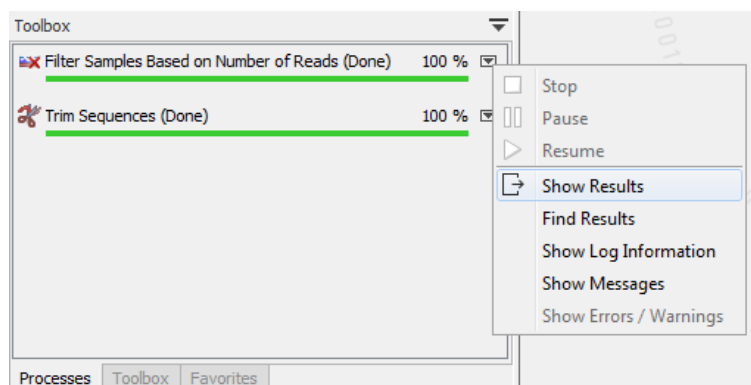 Toolbox
Filter Samples Based on Number of Reads (Done) 100 %
Trim Sequences (Done) 100 %
Stop
Pause
Resume
Show Results
Find Results
Show Log Information
Show Messages
Show Errors / Warnings
Processes Toolbox Favorites